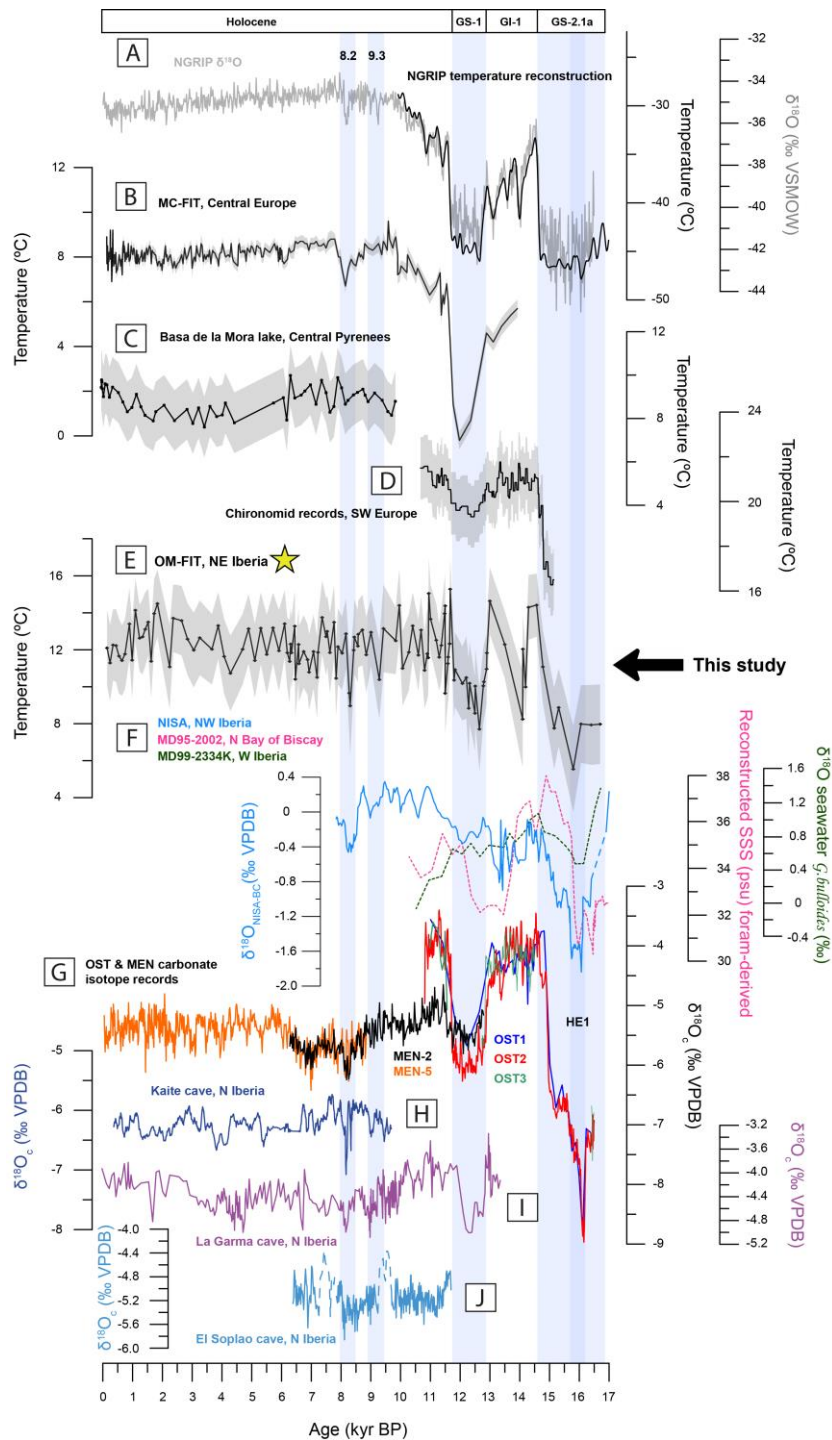 Holocene GS-1 GI-1 GS-2.1a
A
8.2 9.3
NGRIP δ18O
NGRIP temperature reconstruction
-30
-40
-50
Temperature (ºC)
-32
-34
-36
-38
-40
-42
-44
δ18O (‰ VSMOW)
12
8
4
0
Temperature (ºC)
B
MC-FIT, Central Europe
C
Basa de la Mora lake, Central Pyrenees
12
8
4
Temperature (ºC)
24
20
16
Temperature (ºC)
D
Chironomid records, SW Europe
E
OM-FIT, NE Iberia
16
12
8
4
Temperature (ºC)
This study
F
NISA, NW Iberia
MD95-2002, N Bay of Biscay
MD99-2334K, W Iberia
0.4
0
-0.4
-0.6
-1.2
-1.6
-2.0
δ18ONISA-BC(‰ VPDB)
38
36
34
32
30
Reconstructed SSS (psu) foram-derived
1.6
1.2
0.8
0.4
0
-0.4
δ18O seawater
G.bulloides (‰)
G
OST & MEN carbonate
isotope records
-3
-4
-5
-6
-7
-8
-9
δ18Oc (‰ VPDB)
HE1
MEN-2
MEN-5
OST1
OST2
OST3
-5
-6
-7
-8
δ18Oc (‰ VPDB)
Kaite cave, N Iberia
H
I
La Garma cave, N Iberia
-3.2
-3.6
-4.0
-4.4
-4.8
-5.2
δ18Oc (‰ VPDB)
-4.0
-4.4
-4.8
-5.2
-5.6
-6.0
δ18Oc (‰ VPDB)
J
El Soplao cave, N Iberia
0 1 2 3 4 5 6 7 8 9 10 11 12 13 14 15 16 17
Age (kyr BP)